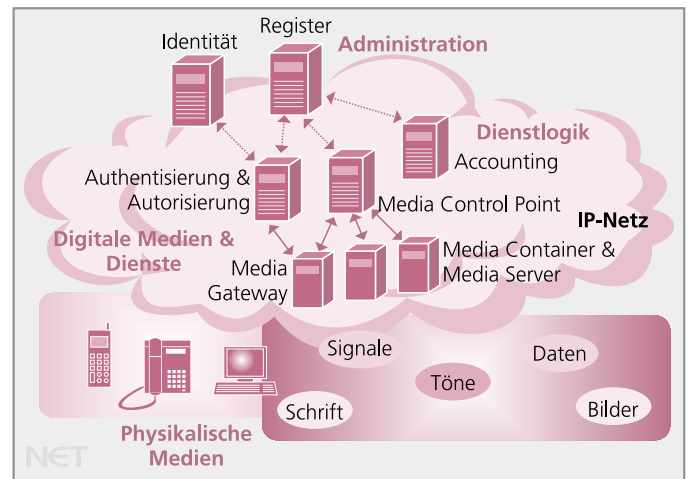 Register
Identität
Administration
Dienstlogik
Accounting
Authentisierung &
Autorisierung
Media Control Point
IP-Netz
Digitale Medien &
Dienste
Media
Gateway
Media Container &
Media Server
Signale
Daten
Töne
Schrift
Bilder
Physikalische
Medien
NET